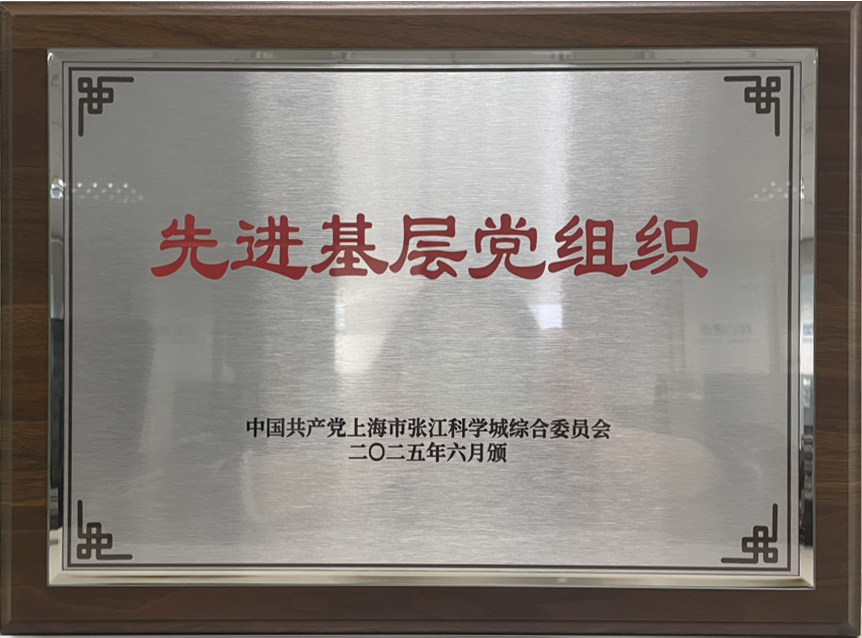 先进基层党组织
中国共产党上海市张江科学城综合委员会
二〇二五年六月颁